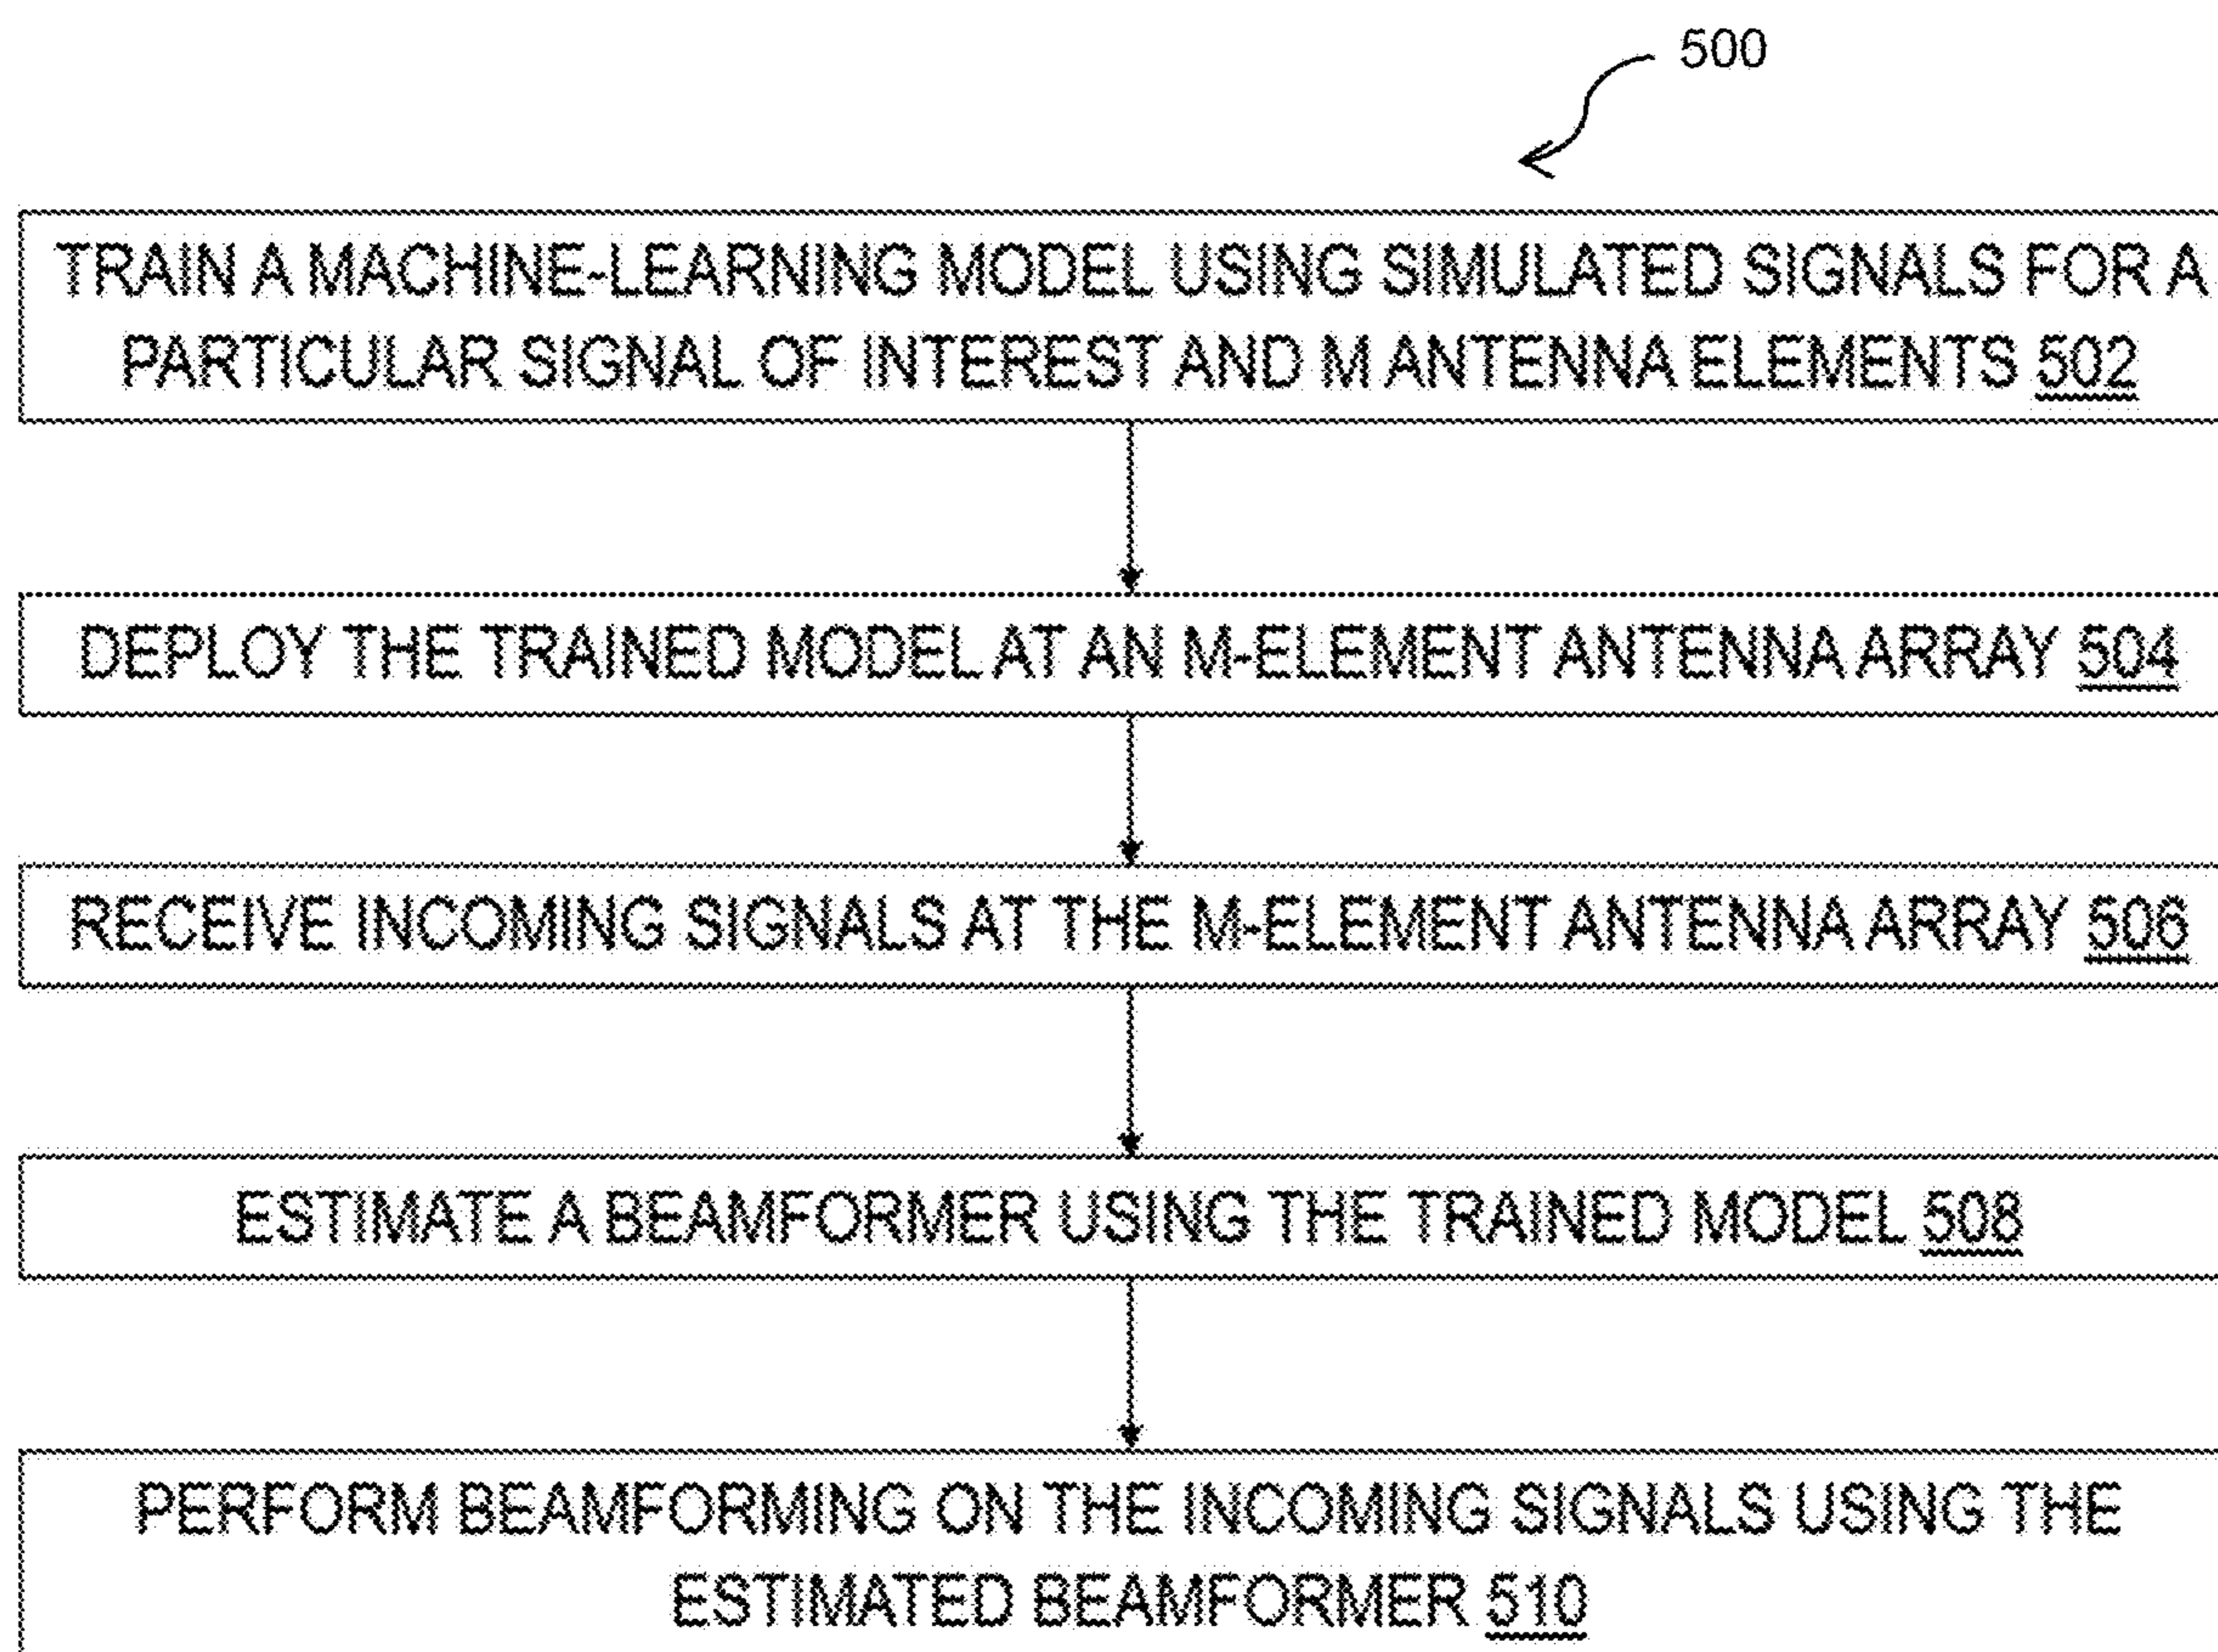 500
TRAIN A MACHINE-LEARNING MODEL USING SIMULATED SIGNALS FOR A
PARTICULAR SIGNAL OF INTEREST AND M ANTENNA ELEMENTS 502
DEPLOY THE TRAINED MODEL AT AN M-ELEMENT ANTENNA ARRAY 504
RECEIVE INCOMING SIGNALS AT THE M-ELEMENT ANTENNA ARRAY 506
ESTIMATE A BEAMFORMER USING THE TRAINED MODEL 508
PERFORM BEAMFORMING ON THE INCOMING SIGNALS USING THE
ESTIMATED BEAMFORMER 510